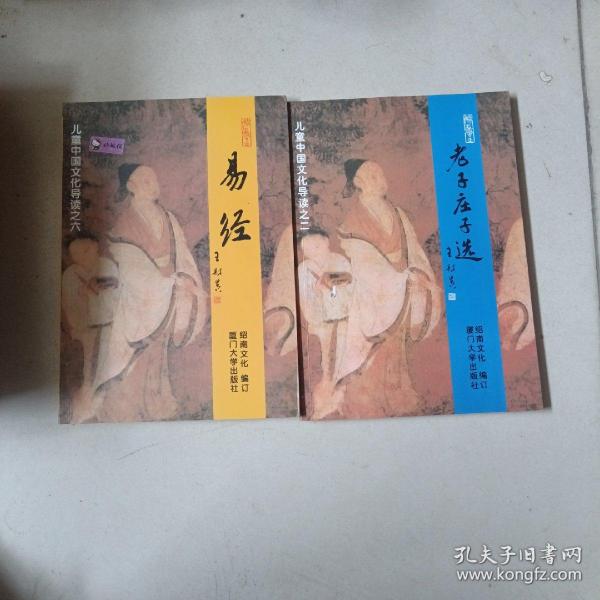 儿童中国文化导读之六
易经
绍南文化 编订
厦门大学出版社
儿童中国文化导读之二
老子庄子选
绍南文化 编订
厦门大学出版社
孔夫子旧书网
www.kongfz.com